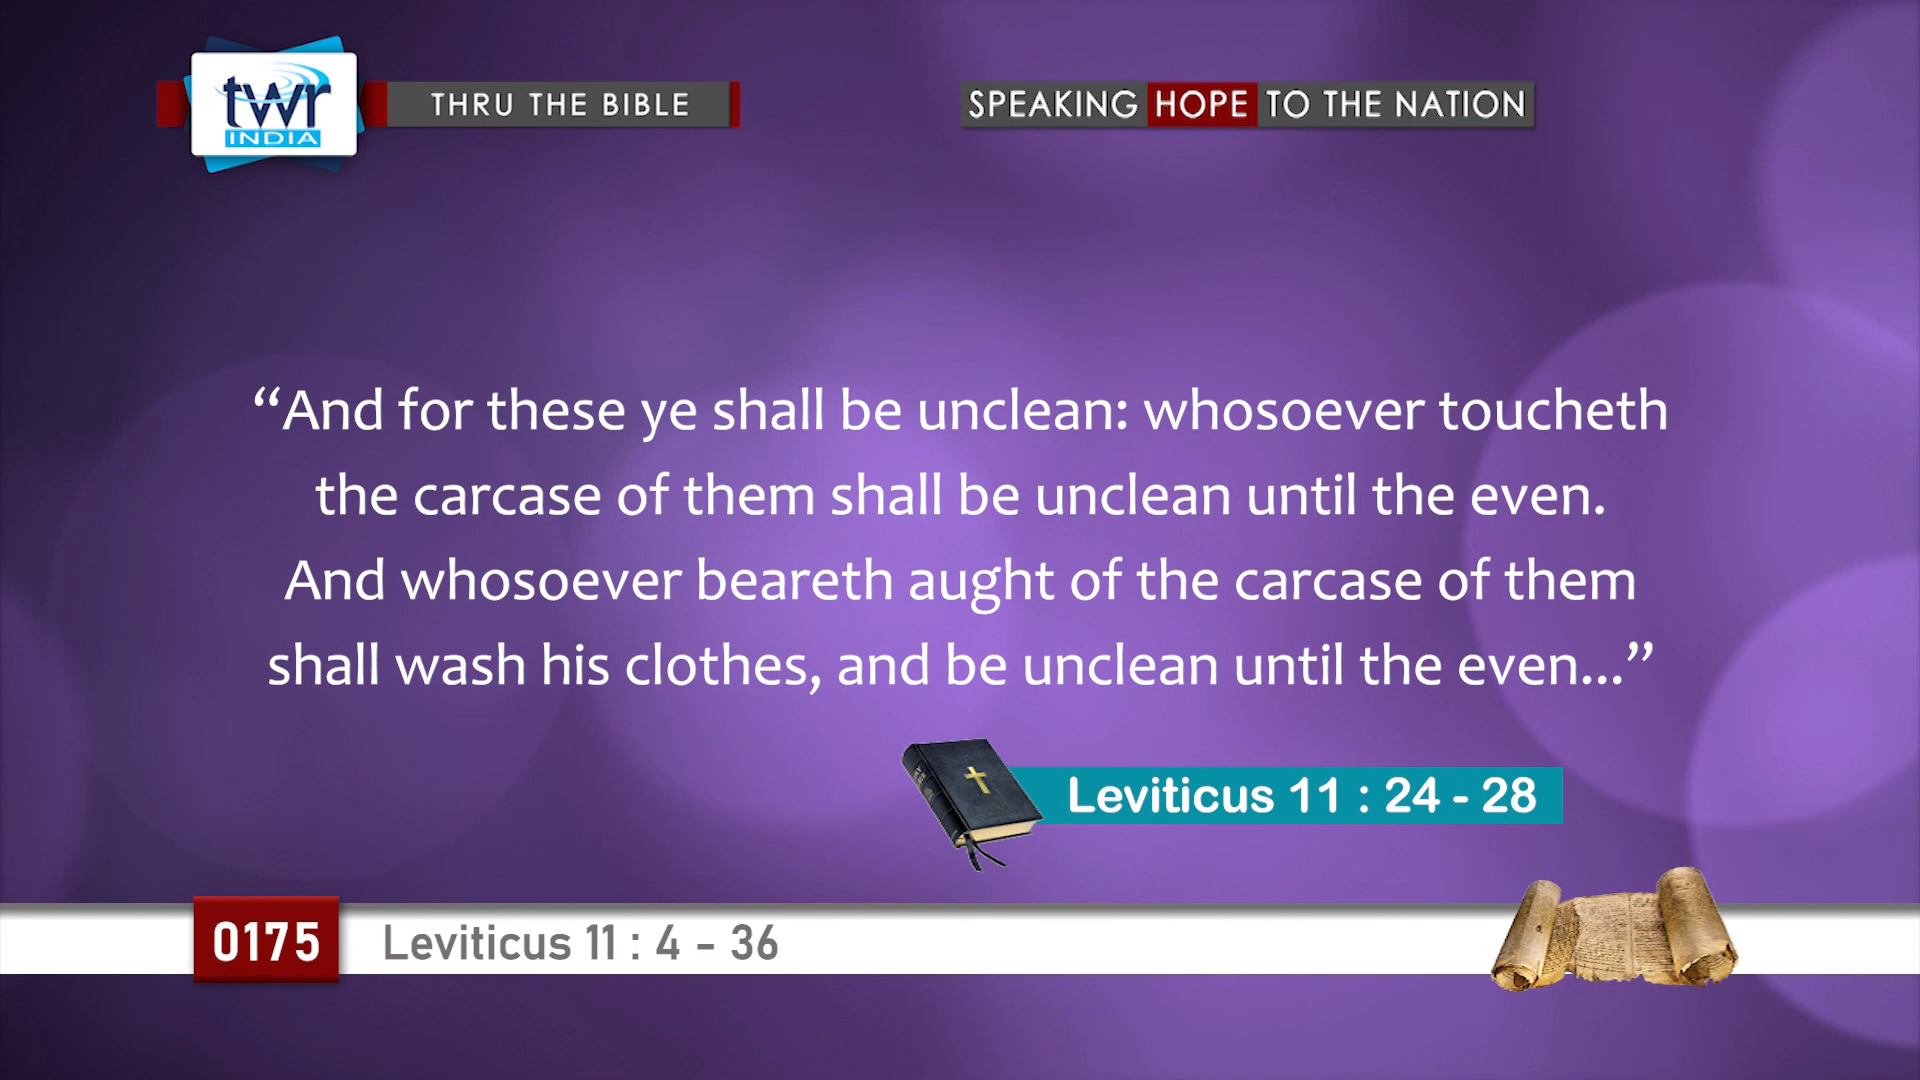 twr
INDIA
THRU THE BIBLE
SPEAKING HOPE TO THE NATION
“And for these ye shall be unclean: whosoever toucheth
the carcase of them shall be unclean until the even.
And whosoever beareth aught of the carcase of them
shall wash his clothes, and be unclean until the even...”
Leviticus 11 : 24 - 28
0175
Leviticus 11 : 4 - 36